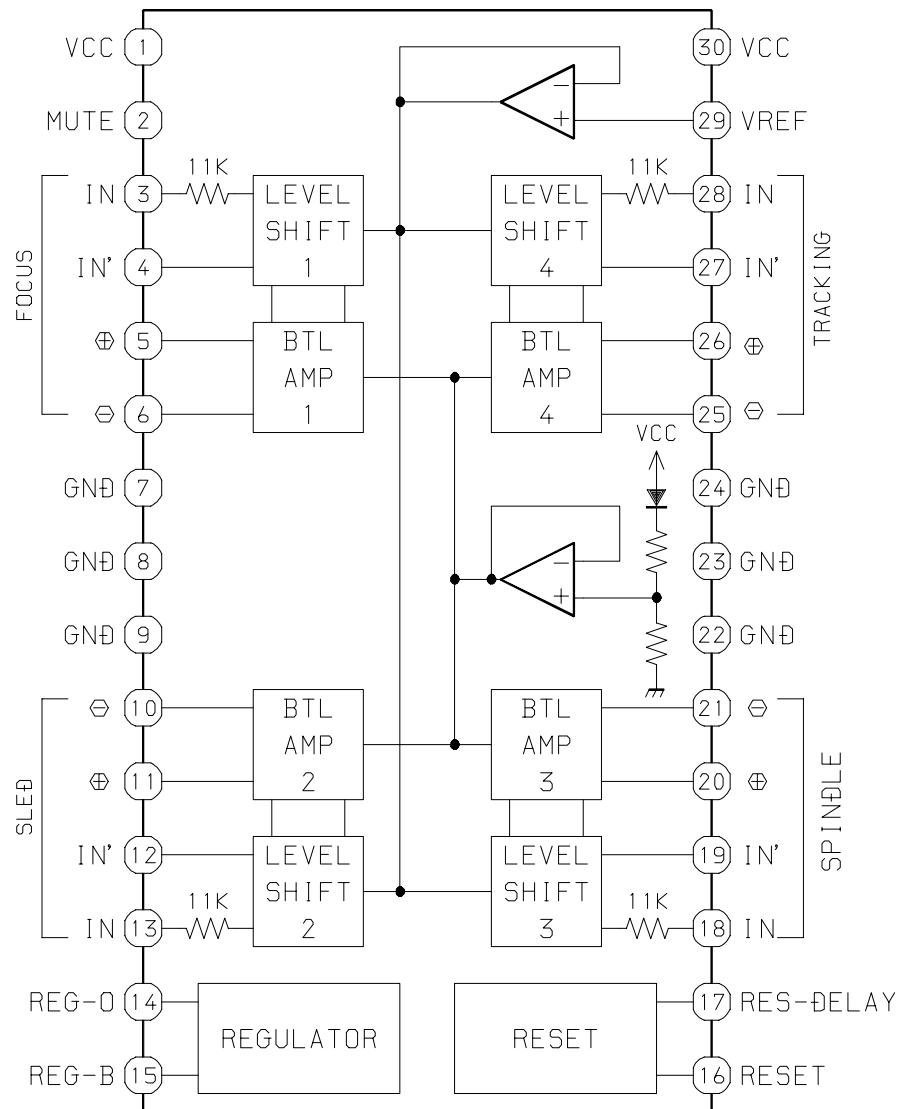 VCC 1
30 VCC
MUTE 2
- +
29 VREF
FOCUS
IN 3
11K
LEVEL SHIFT 1
LEVEL SHIFT 4
11K
28 IN
TRACKING
IN' 4
27 IN'
⊕ 5
BTL AMP 1
BTL AMP 4
26 ⊕
⊖ 6
25 ⊖
VCC
GND 7
24 GND
GND 8
- +
23 GND
GND 9
22 GND
SLED
⊖ 10
BTL AMP 2
BTL AMP 3
21 ⊖
SPINDLE
⊕ 11
20 ⊕
IN' 12
LEVEL SHIFT 2
LEVEL SHIFT 3
19 IN'
IN 13
11K
11K
18 IN
REG-O 14
REGULATOR
RESET
17 RES-DELAY
REG-B 15
16 RESET